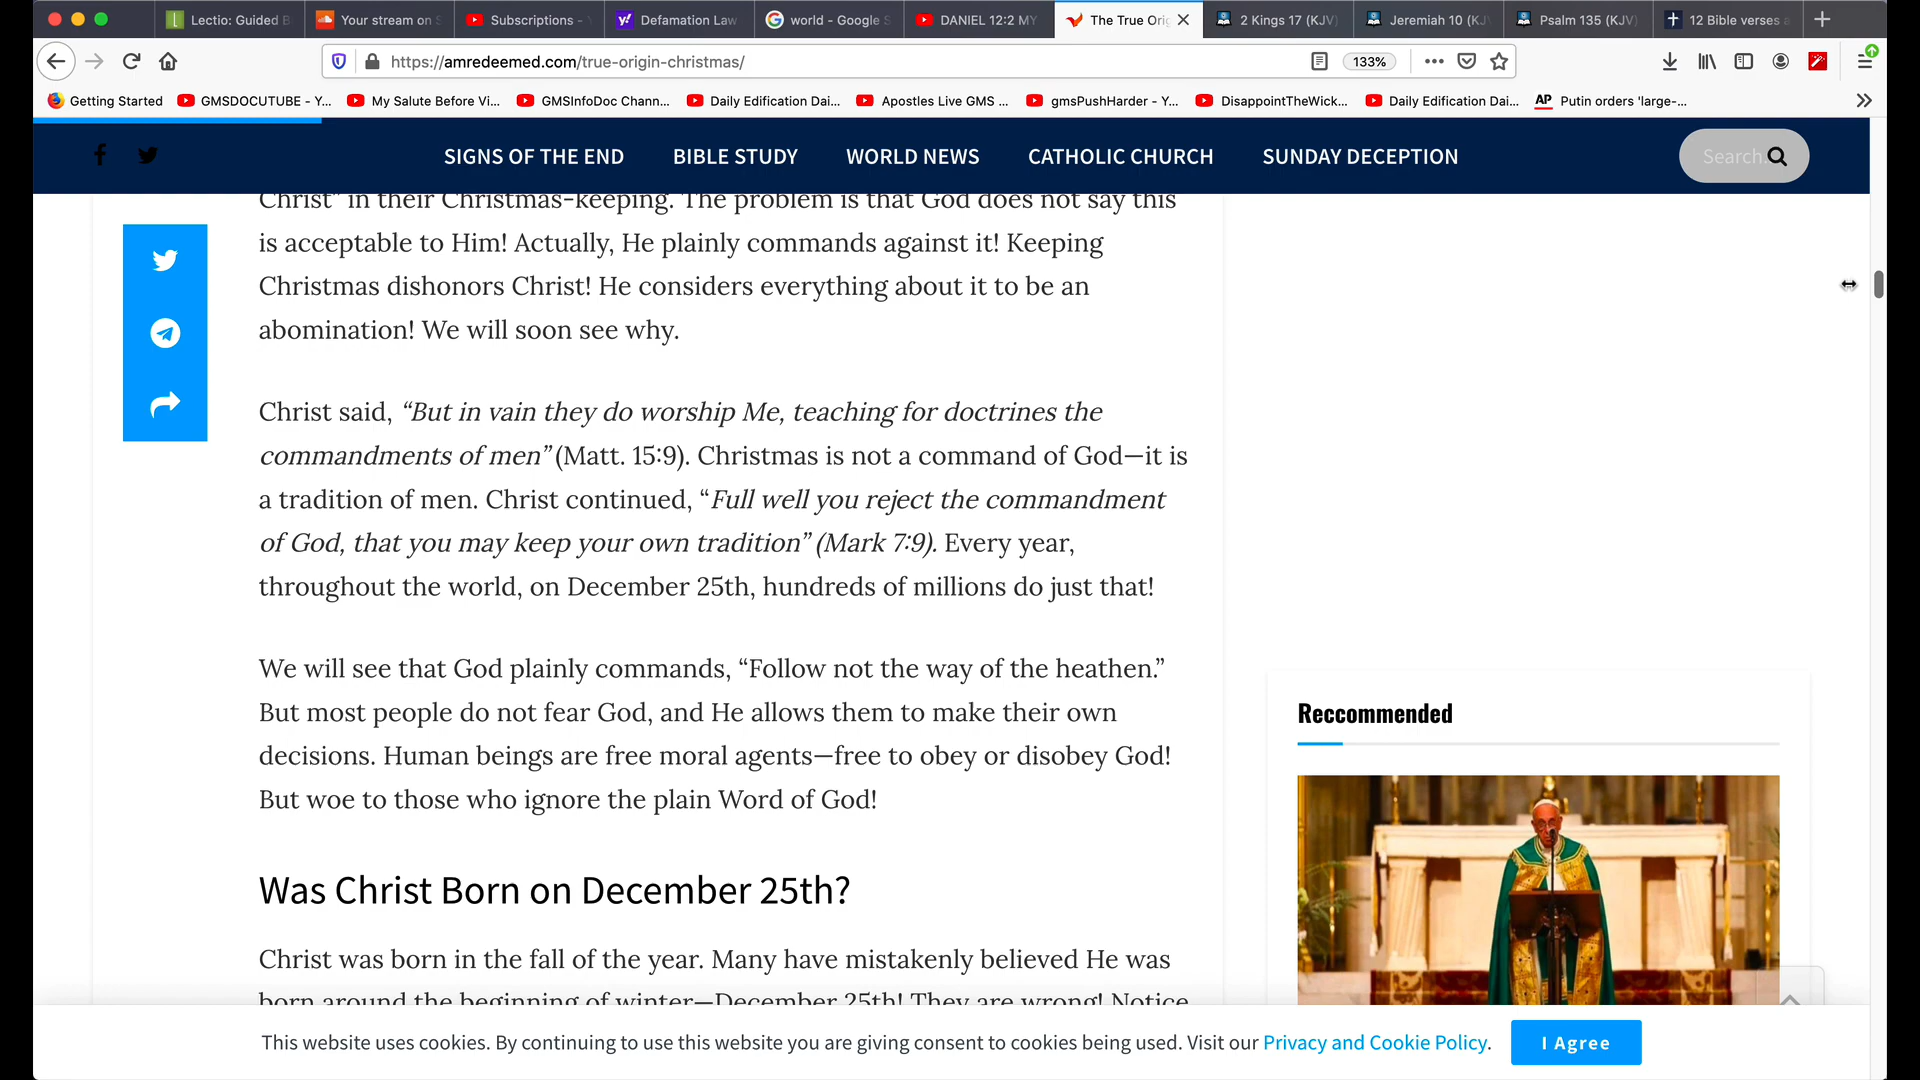 Lectio: Guided B
Your stream on S
Subscriptions - Y
Defamation Law
world - Google S
DANIEL 12:2 MY
The True Ori
2 Kings 17 (KJV)
Jeremiah 10 (KJV
Psalm 135 (KJV)
12 Bible verses a
https://amredeemed.com/true-origin-christmas/
133%
Getting Started
GMSDOCUTUBE - Y...
My Salute Before Vi...
GMSInfoDoc Chann...
Daily Edification Dai...
Apostles Live GMS ...
gmsPushHarder - Y...
DisappointTheWick...
Daily Edification Dai...
AP Putin orders 'large-...
SIGNS OF THE END
BIBLE STUDY
WORLD NEWS
CATHOLIC CHURCH
SUNDAY DECEPTION
Search
Christ” in their Christmas-keeping. The problem is that God does not say this
is acceptable to Him! Actually, He plainly commands against it! Keeping
Christmas dishonors Christ! He considers everything about it to be an
abomination! We will soon see why.
Christ said, “But in vain they do worship Me, teaching for doctrines the
commandments of men” (Matt. 15:9). Christmas is not a command of God—it is
a tradition of men. Christ continued, “Full well you reject the commandment
of God, that you may keep your own tradition” (Mark 7:9). Every year,
throughout the world, on December 25th, hundreds of millions do just that!
We will see that God plainly commands, “Follow not the way of the heathen.”
But most people do not fear God, and He allows them to make their own
decisions. Human beings are free moral agents—free to obey or disobey God!
But woe to those who ignore the plain Word of God!
Was Christ Born on December 25th?
Christ was born in the fall of the year. Many have mistakenly believed He was
born around the beginning of winter—December 25th! They are wrong! Notice
Reccommended
This website uses cookies. By continuing to use this website you are giving consent to cookies being used. Visit our Privacy and Cookie Policy.
I Agree